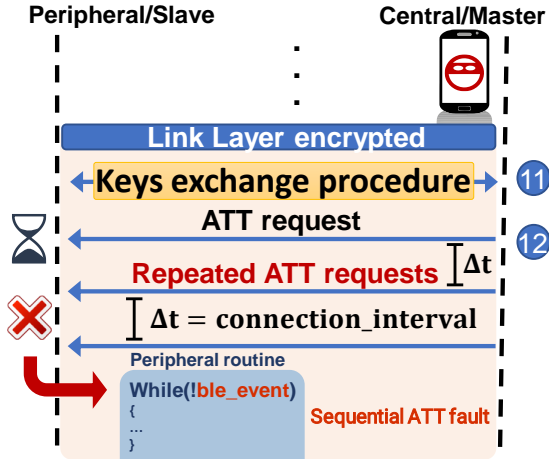 Peripheral/Slave
Central/Master
Link Layer encrypted
Keys exchange procedure
11
ATT request
12
Repeated ATT requests
Δt
Δt = connection_interval
Peripheral routine
While(!ble_event)
{
...
}
Sequential ATT fault